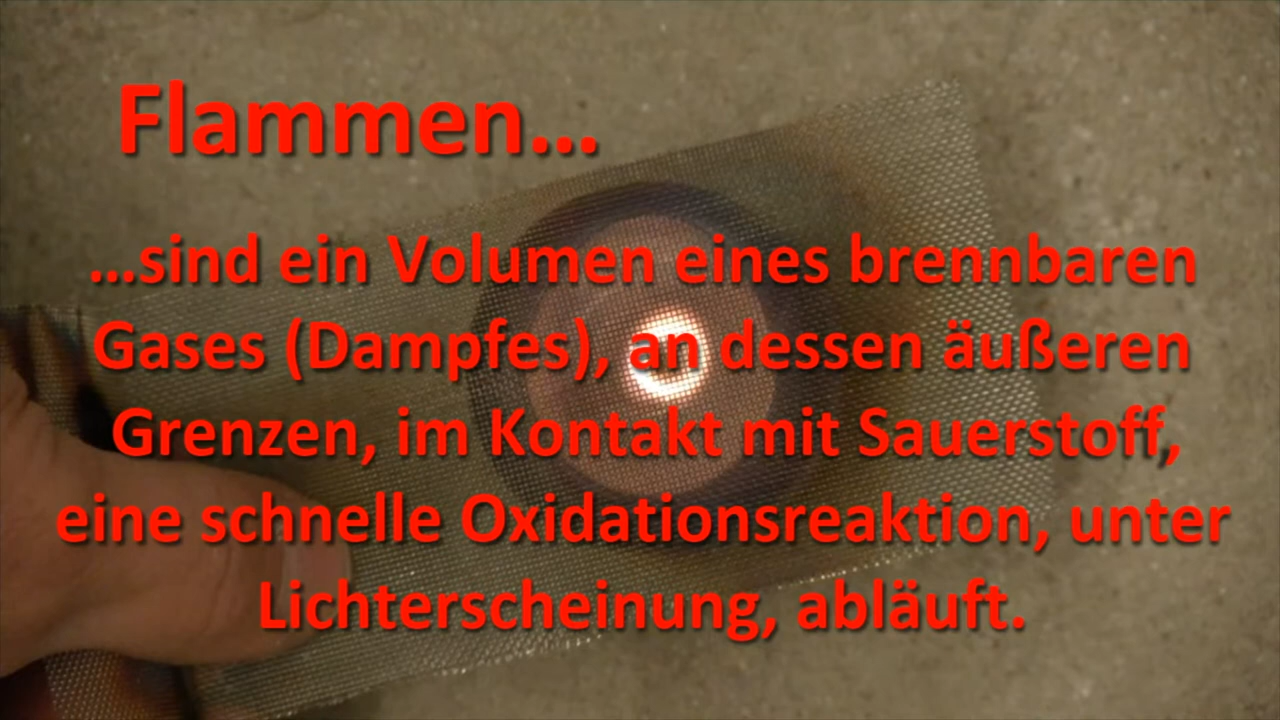 Flammen...
...sind ein Volumen eines brennbaren
Gases (Dampfes), an dessen äußeren
Grenzen, im Kontakt mit Sauerstoff,
eine schnelle Oxidationsreaktion, unter
Lichterscheinung, abläuft.